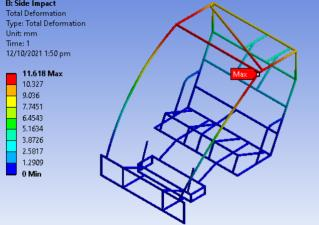 B: Side Impact
Total Deformation
Type: Total Deformation
Unit: mm
Time: 1
12/10/2021 1:50 pm
11.618 Max
10.327
9.036
7.7451
6.4543
5.1634
3.8726
2.5817
1.2909
0 Min
Max